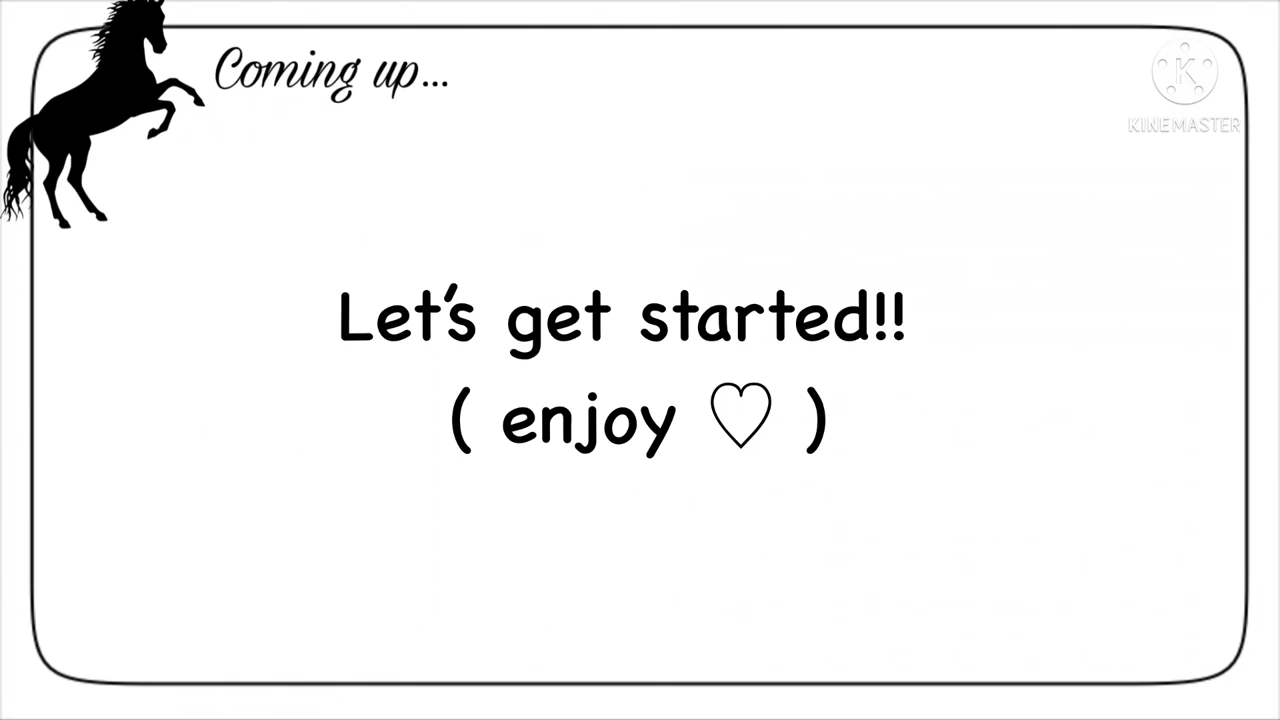 Coming up...
K
KINEMASTER
Let's get started!!
( enjoy ♡ )